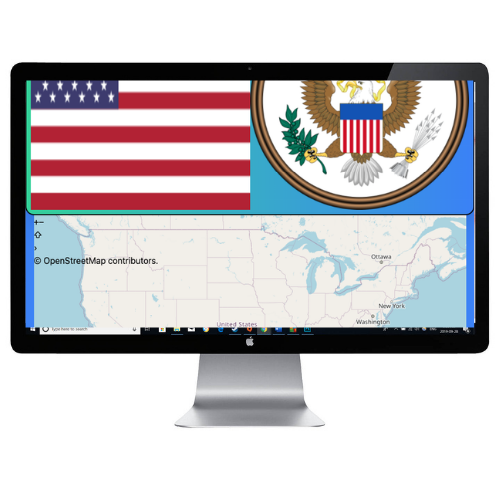 © OpenStreetMap contributors.
Ottawa
New York
Washington
United States
Type here to search